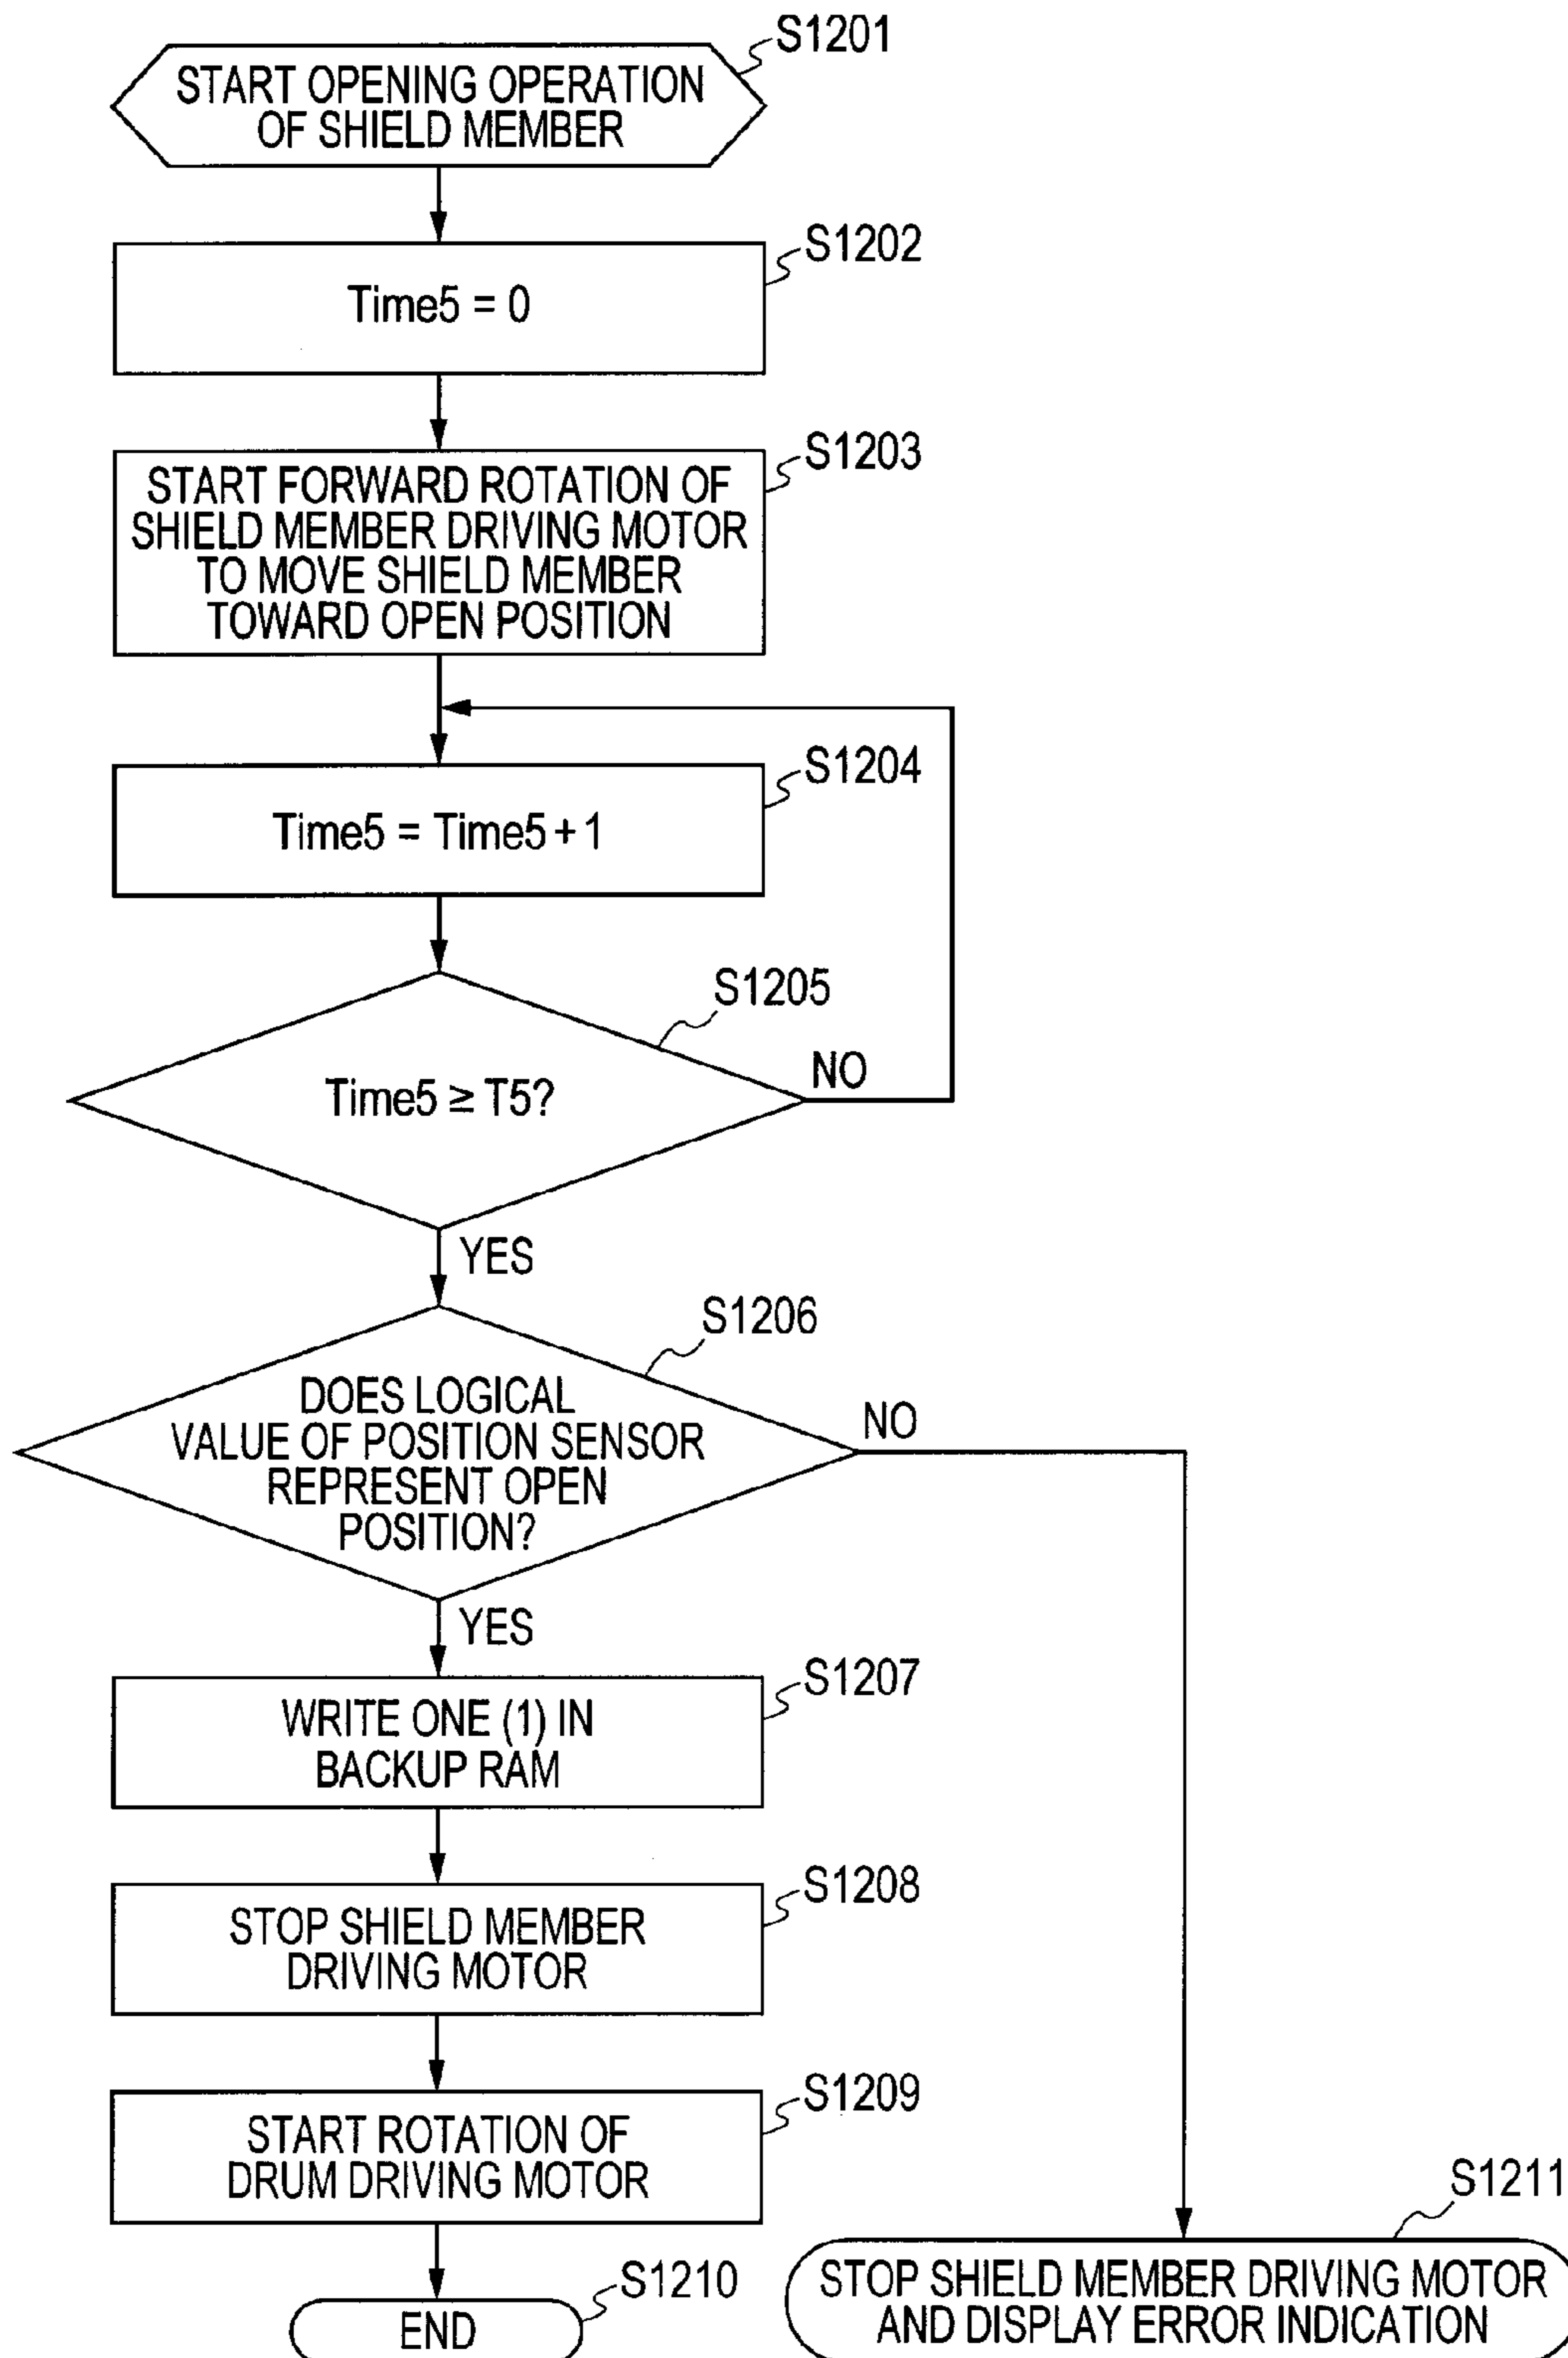 S1201
START OPENING OPERATION
OF SHIELD MEMBER
S1202
Time5 = 0
S1203
START FORWARD ROTATION OF
SHIELD MEMBER DRIVING MOTOR
TO MOVE SHIELD MEMBER
TOWARD OPEN POSITION
S1204
Time5 = Time5 + 1
S1205
Time5 ≥ T5?
NO
YES
S1206
DOES LOGICAL
VALUE OF POSITION SENSOR
REPRESENT OPEN
POSITION?
NO
YES
S1207
WRITE ONE (1) IN
BACKUP RAM
S1208
STOP SHIELD MEMBER
DRIVING MOTOR
S1209
START ROTATION OF
DRUM DRIVING MOTOR
S1210
END
S1211
STOP SHIELD MEMBER DRIVING MOTOR
AND DISPLAY ERROR INDICATION